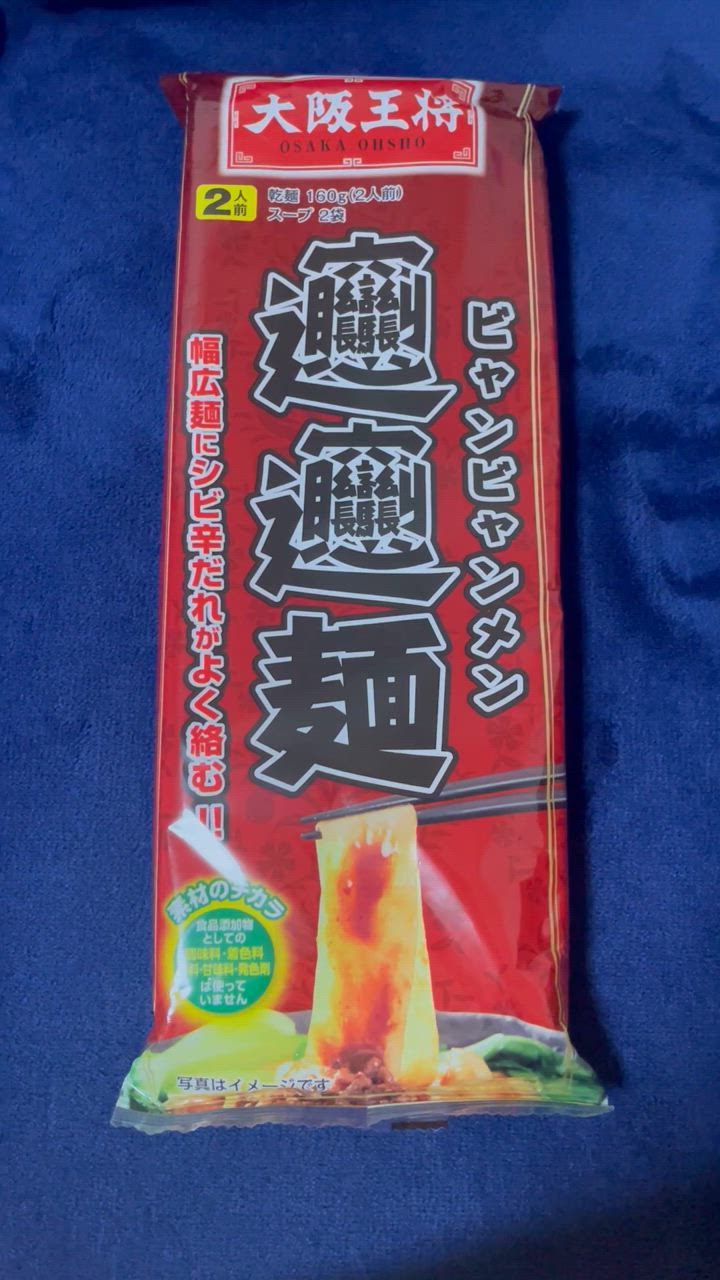 大阪王将
OSAKA OHSHO
2人前
乾麺 160g(2人前)
スープ 2袋
ビャンビャンメン
𰻞𰻞麺
幅広麺にシビ辛だれがよく絡む!!
素材のチカラ
食品添加物
としての
調味料・着色料
料・甘味料・発色剤
は使って
いません
写真はイメージです